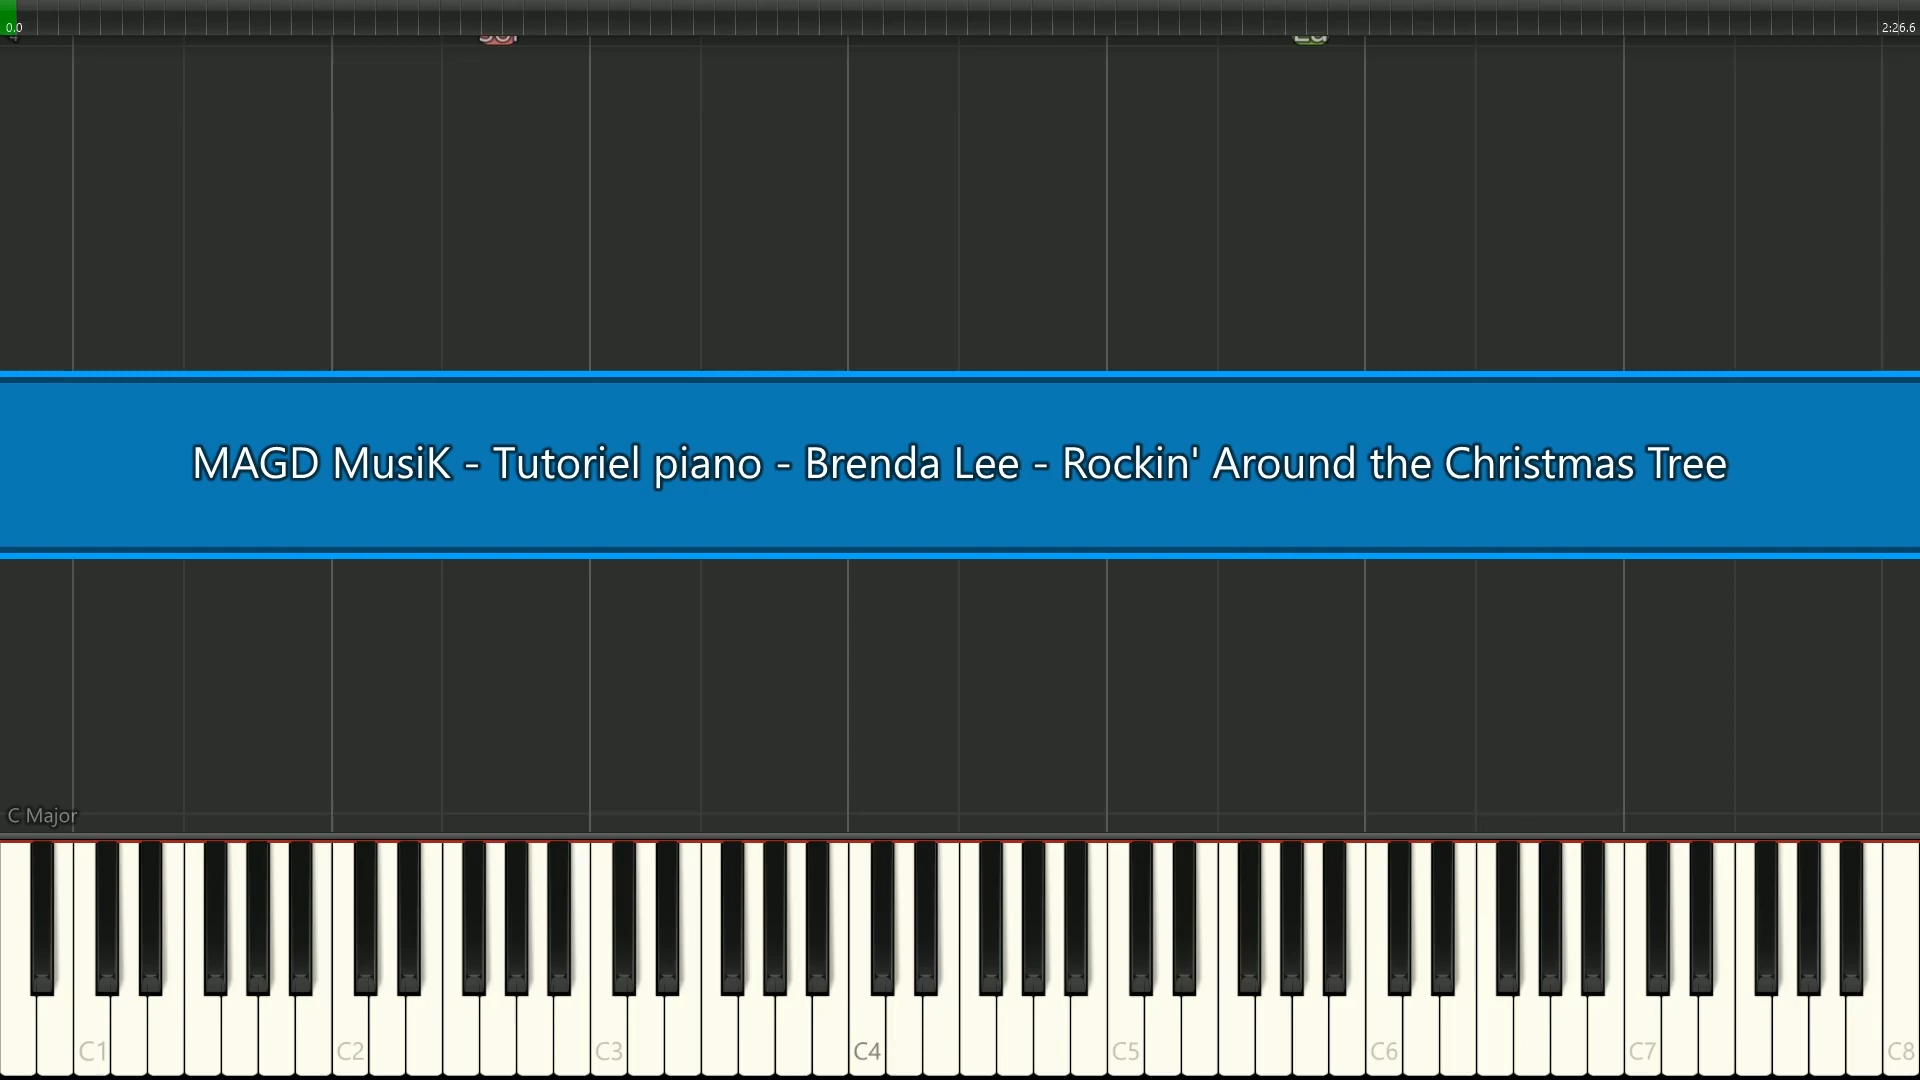 0.0
2:26.6
MAGD MusiK - Tutoriel piano - Brenda Lee - Rockin' Around the Christmas Tree
C Major
C1 C2 C3 C4 C5 C6 C7 C8